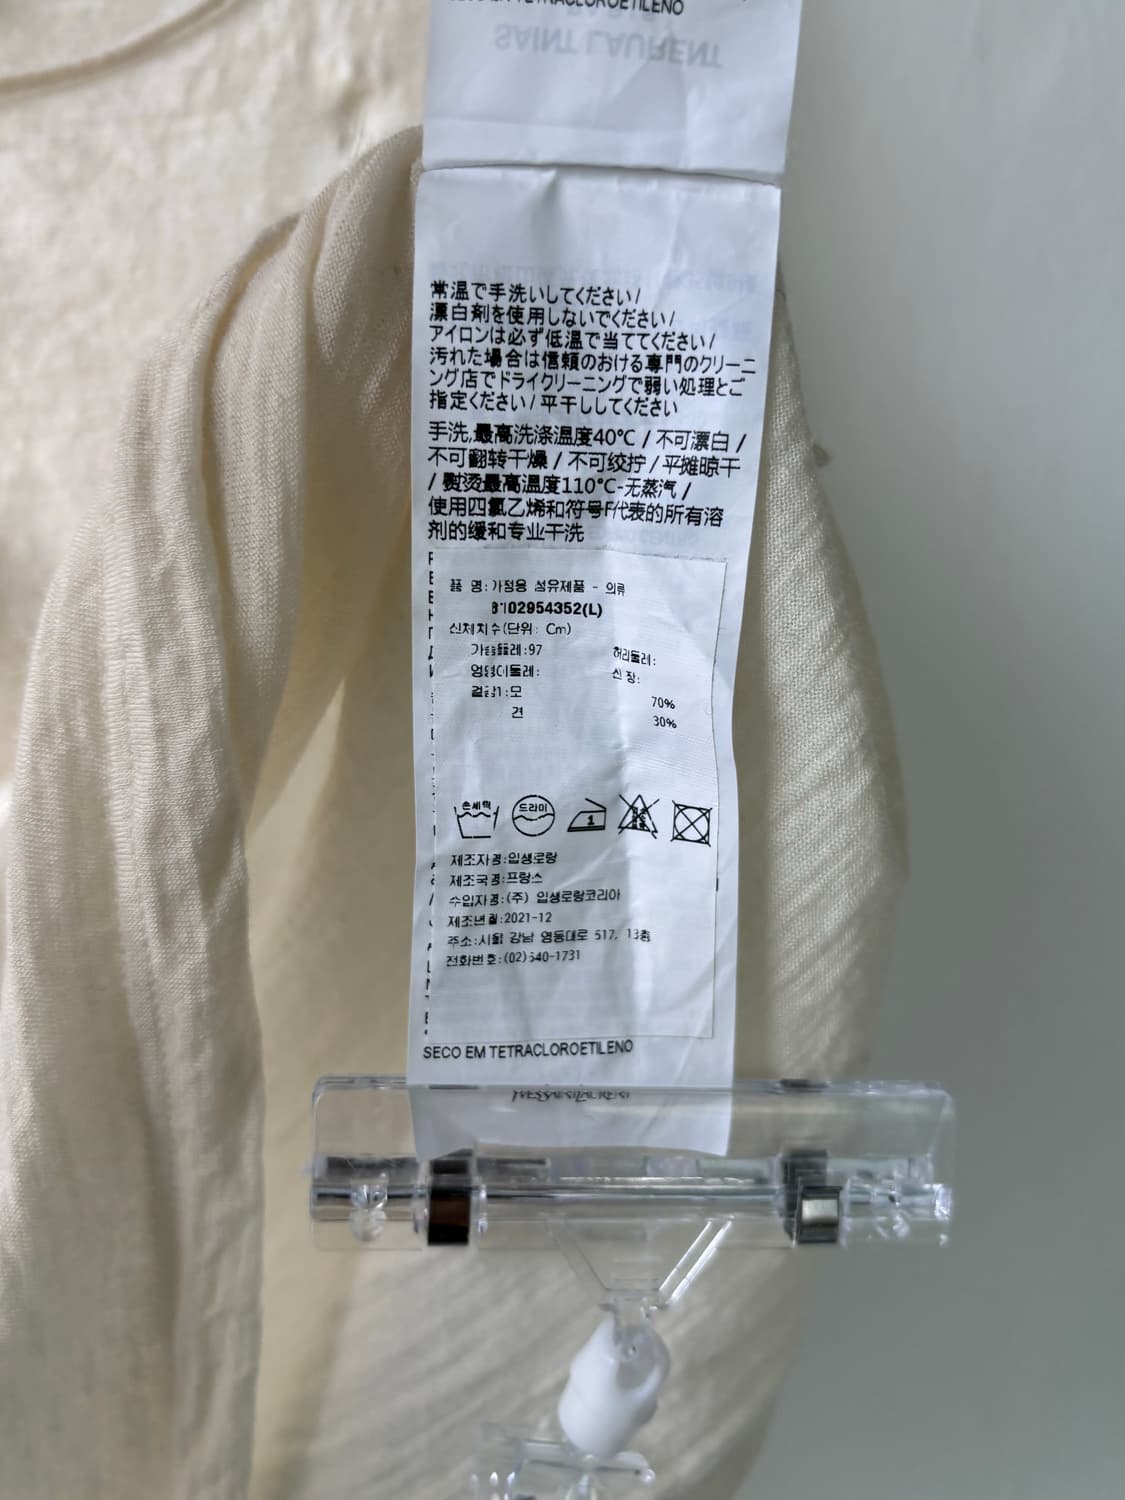 SECO EM TETRACLOROETILENO
SAINT LAURENT
常温で手洗いしてください/
漂白剤を使用しないでください/
アイロンは必ず低温で当ててください/
汚れた場合は信頼のおける専門のクリーニ
ング店でドライクリーニングで弱い処理とご
指定ください/平干ししてください
手洗,最高洗涤温度40°C / 不可漂白 /
不可翻转干燥 / 不可绞拧 / 平摊晾干
/ 熨烫最高温度110°C-无蒸汽 /
使用四氯乙烯和符号F代表的所有溶
剂的缓和专业干洗
품 명:가정용 섬유제품 - 의류
8102954352(L)
신체치수(단위: Cm)
가슴둘레:97 허리둘레:
엉덩이둘레: 신장:
겉감1:모 70%
견 30%
손세탁 드라이 1
제조자명:입생로랑
제조국명:프랑스
수입자명:(주) 입생로랑코리아
제조년월:2021-12
주소:서울 강남 영동대로 517, 13층
전화번호:(02)540-1731
SECO EM TETRACLOROETILENO
YVESSAINTLAURENT